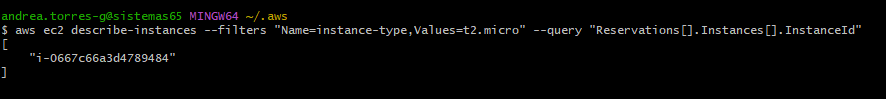 andrea.torres-g@sistemas65 MINGW64 ~/.aws
$ aws ec2 describe-instances --filters "Name=instance-type,Values=t2.micro" --query "Reservations[].Instances[].InstanceId"
[
    "i-0667c66a3d4789484"
]